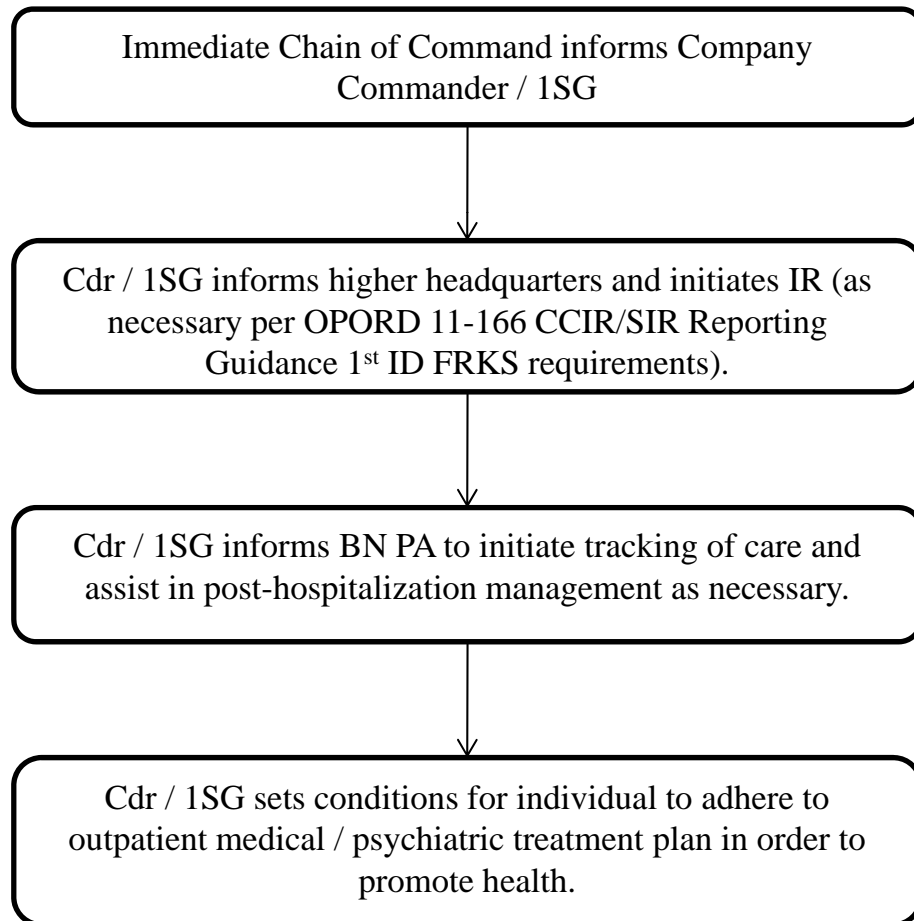 Immediate Chain of Command informs Company
Commander / 1SG
Cdr / 1SG informs higher headquarters and initiates IR (as
necessary per OPORD 11-166 CCIR/SIR Reporting
Guidance 1st ID FRKS requirements).
Cdr / 1SG informs BN PA to initiate tracking of care and
assist in post-hospitalization management as necessary.
Cdr / 1SG sets conditions for individual to adhere to
outpatient medical / psychiatric treatment plan in order to
promote health.